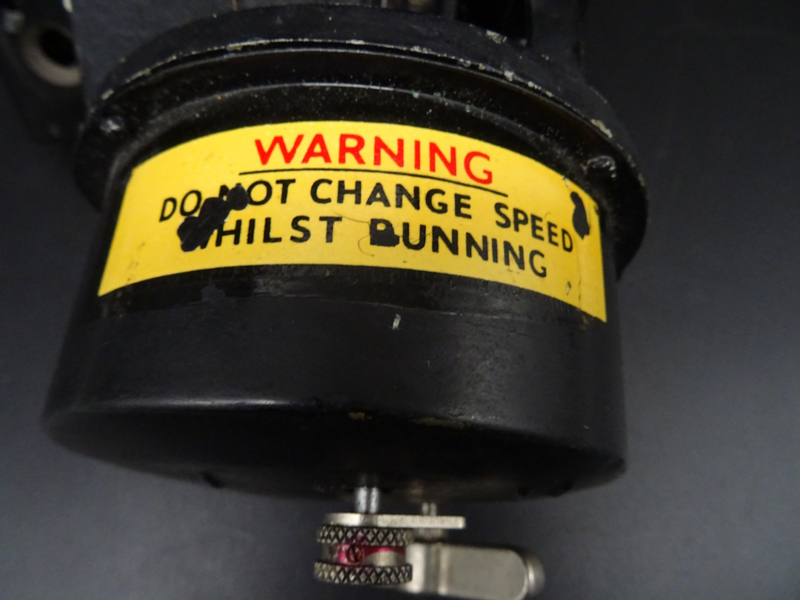 WARNING
DO NOT CHANGE SPEED
WHILST RUNNING